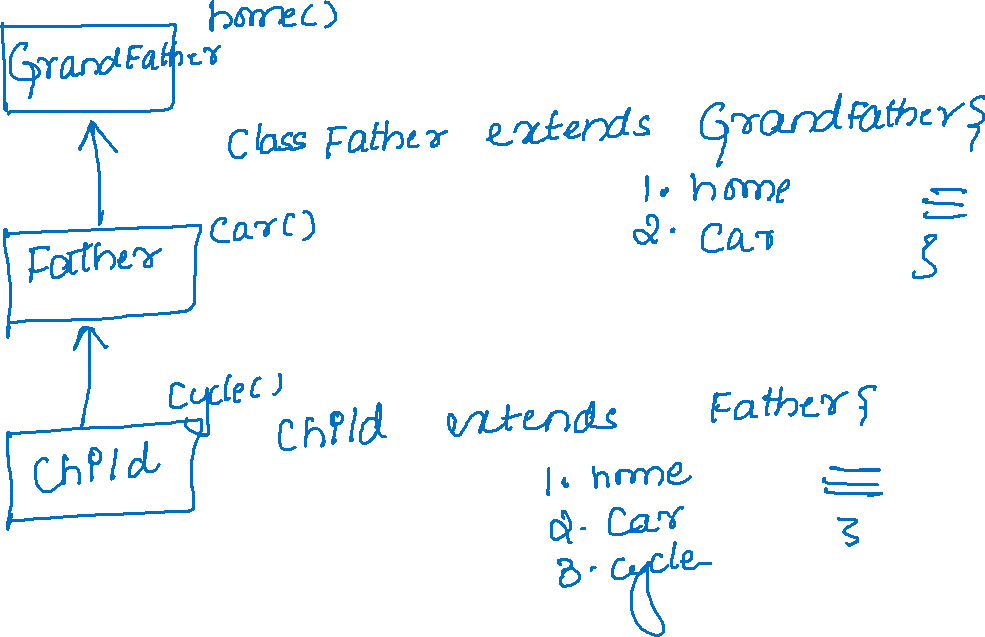 home()
GrandFather
Class Father extends GrandFather{
1. home
2. Car
}
Car()
Father
Cycle()
Child extends Father{
1. home
2. Car
3. cycle
}
Child